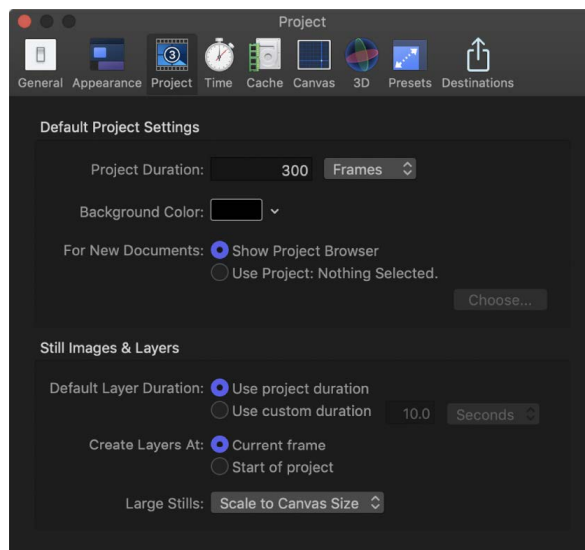 Project
General Appearance Project Time Cache Canvas 3D Presets Destinations
3
Default Project Settings
Project Duration: 300 Frames
Background Color:
For New Documents: Show Project Browser
Use Project: Nothing Selected.
Choose...
Still Images & Layers
Default Layer Duration: Use project duration
Use custom duration 10.0 Seconds
Create Layers At: Current frame
Start of project
Large Stills: Scale to Canvas Size